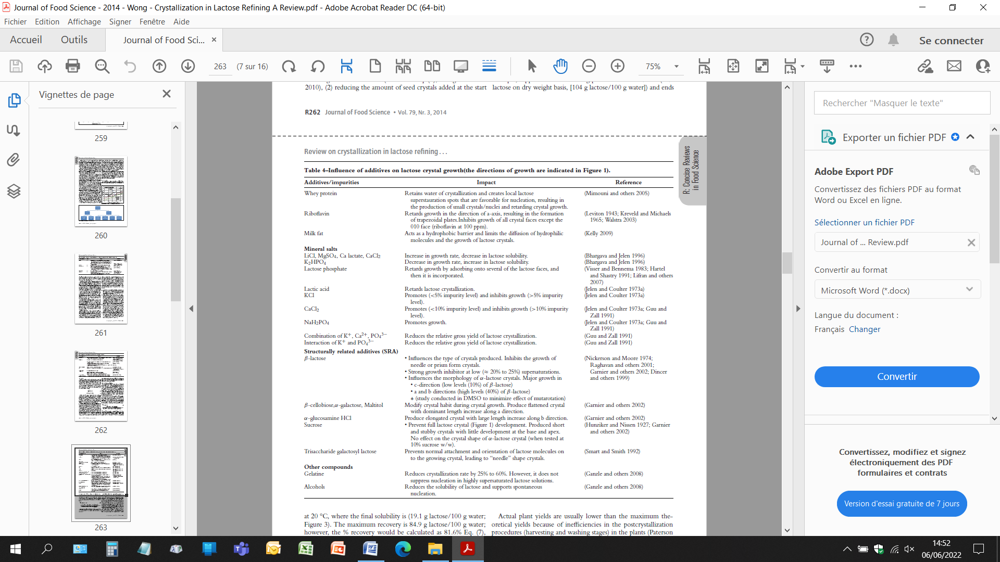 Journal of Food Science - 2014 - Wong - Crystallization in Lactose Refining A Review.pdf - Adobe Acrobat Reader DC (64-bit)
Fichier Edition Affichage Signer Fenêtre Aide
Accueil Outils Journal of Food Sci... × Se connecter
263 (7 sur 16) 75%
Vignettes de page
259
260
261
262
263
2010), (2) reducing the amount of seed crystals added at the start
lactose on dry weight basis, [104 g lactose/100 g water]) and ends
R262 Journal of Food Science • Vol. 79, Nr. 3, 2014
Review on crystallization in lactose refining . . .
R: Concise Reviews
in Food Science
Table 4–Influence of additives on lactose crystal growth(the directions of growth are indicated in Figure 1).
Additives/impurities Impact Reference
Whey protein Retains water of crystallization and creates local lactose (Mimouni and others 2005)
superstauration spots that are favorable for nucleation, resulting in
the production of small crystals/nuclei and retarding crystal growth.
Riboflavin Retards growth in the direction of a-axis, resulting in the formation (Leviton 1943; Kreveld and Michaels
of trapezoidal plates.Inhibits growth of all crystal faces except the 1965; Walstra 2003)
010 face (riboflavin at 100 ppm).
Milk fat Acts as a hydrophobic barrier and limits the diffusion of hydrophilic (Kelly 2009)
molecules and the growth of lactose crystals.
Mineral salts
LiCl, MgSO4, Ca lactate, CaCl2 Increase in growth rate, decrease in lactose solubility. (Bhargava and Jelen 1996)
K2HPO4 Decrease in growth rate, increase in lactose solubility. (Bhargava and Jelen 1996)
Lactose phosphate Retards growth by adsorbing onto several of the lactose faces, and (Visser and Bennema 1983; Hartel
then it is incorporated. and Shastry 1991; Lifran and others
2007)
Lactic acid Retards lactose crystallization. (Jelen and Coulter 1973a)
KCl Promotes (<5% impurity level) and inhibits growth (>5% impurity (Jelen and Coulter 1973a)
level).
CaCl2 Promotes (<10% impurity level) and inhibits growth (>10% impurity (Jelen and Coulter 1973a; Guu and
level). Zall 1991)
NaH2PO4 Promotes growth. (Jelen and Coulter 1973a; Guu and
Zall 1991)
Combination of K+, Ca2+, PO43− Reduces the relative gross yield of lactose crystallization. (Guu and Zall 1991)
Interaction of K+ and PO43− Reduces the relative gross yield of lactose crystallization. (Guu and Zall 1991)
Structurally related additives (SRA)
β-lactose • Influences the type of crystals produced. Inhibits the growth of (Nickerson and Moore 1974;
needle or prism form crystals. Raghavan and others 2001;
• Strong growth inhibitor at low (≈ 20% to 25%) supersaturations. Garnier and others 2002; Dincer
• Influences the morphology of α-lactose crystals. Major growth in and others 1999)
• c-direction (low levels (10%) of β-lactose)
• a and b directions (high levels (40%) of β-lactose)
* (study conducted in DMSO to minimize effect of mutarotation)
β-cellobiose,α-galactose, Maltitol Modify crystal habit during crystal growth. Produce flattened crystal (Garnier and others 2002)
with dominant length increase along a direction.
α-glucosamine HCl Produce elongated crystal with large length increase along b direction. (Garnier and others 2002)
Sucrose • Prevent full lactose crystal (Figure 1) development. Produced short (Hunziker and Nissen 1927; Garnier
and stubby crystals with little development at the base and apex. and others 2002)
No effect on the crystal shape of α-lactose crystal (when tested at
10% sucrose w/w).
Trisaccharide galactosyl lactose Prevents normal attachment and orientation of lactose molecules on (Smart and Smith 1992)
to the growing crystal, leading to “needle” shape crystals.
Other compounds
Gelatine Reduces crystallization rate by 25% to 60%. However, it does not (Ganzle and others 2008)
suppress nucleation in highly supersaturated lactose solutions.
Alcohols Reduces the solubility of lactose and supports spontaneous (Ganzle and others 2008)
nucleation.
at 20 °C, where the final solubility is (19.1 g lactose/100 g water;
Figure 3). The maximum recovery is 84.9 g lactose/100 g water;
however, the % recovery would be calculated as 81.6% Eq. (7),
Actual plant yields are usually lower than the maximum the-
oretical yields because of inefficiencies in the postcrystallization
procedures (harvesting and washing stages) in the plants (Paterson
Rechercher "Masquer le texte"
Exporter un fichier PDF
Adobe Export PDF
Convertissez des fichiers PDF au format
Word ou Excel en ligne.
Sélectionner un fichier PDF
Journal of ... Review.pdf
Convertir au format
Microsoft Word (*.docx)
Langue du document :
Français Changer
Convertir
Convertissez, modifiez et signez
électroniquement des PDF
formulaires et contrats
Version d'essai gratuite de 7 jours
14:52
06/06/2022